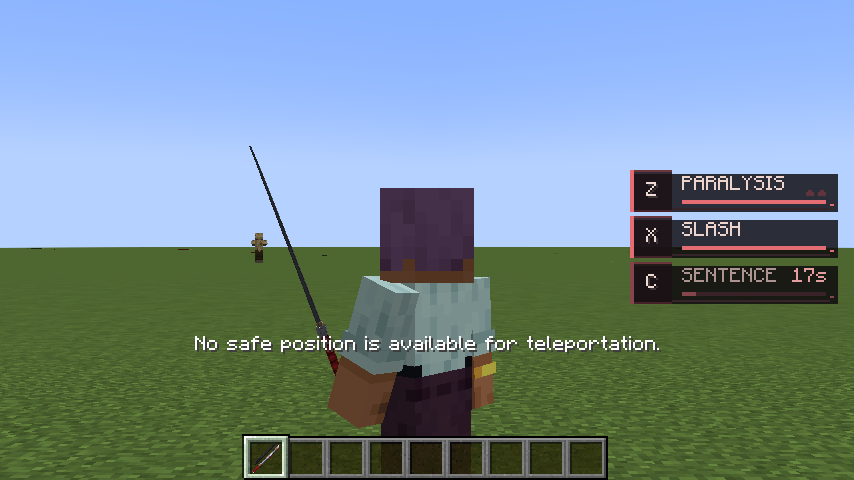 Z PARALYSIS
X SLASH
C SENTENCE 17s
No safe position is available for teleportation.